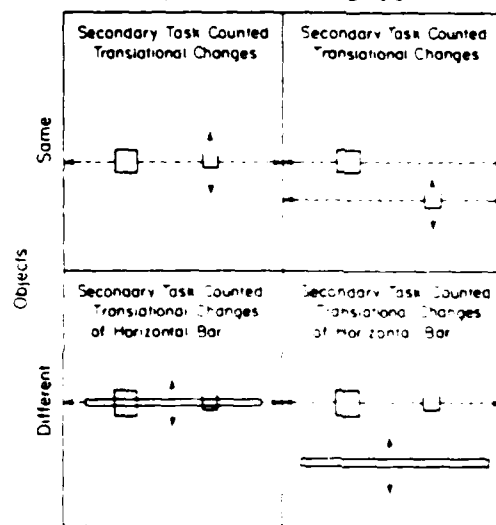 Secondary Task Counted
Translational Changes
Secondary Task Counted
Translational Changes
Same
Objects
Secondary Task Counted
Translational Changes
of Horizontal Bar
Secondary Task Counted
Translational Changes
of Horizontal Bar
Different